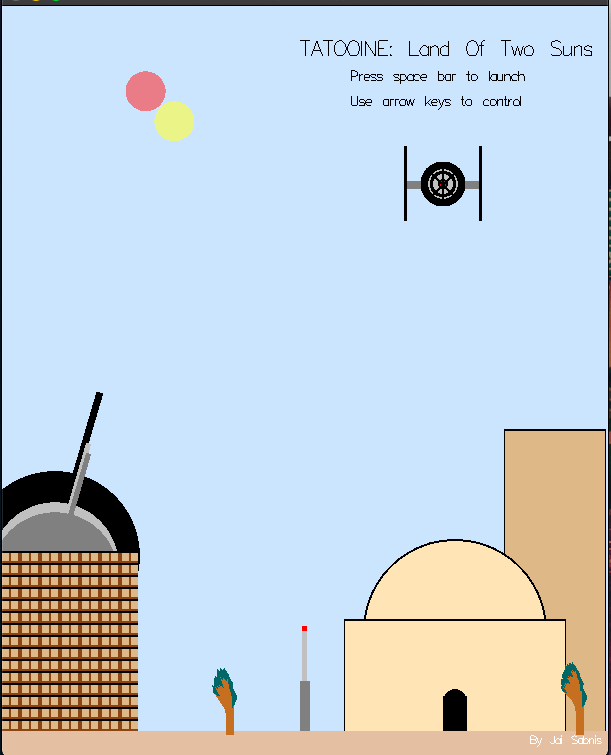 TATOOINE: Land Of Two Suns
Press space bar to launch
Use arrow keys to control
By Jai Sabnis